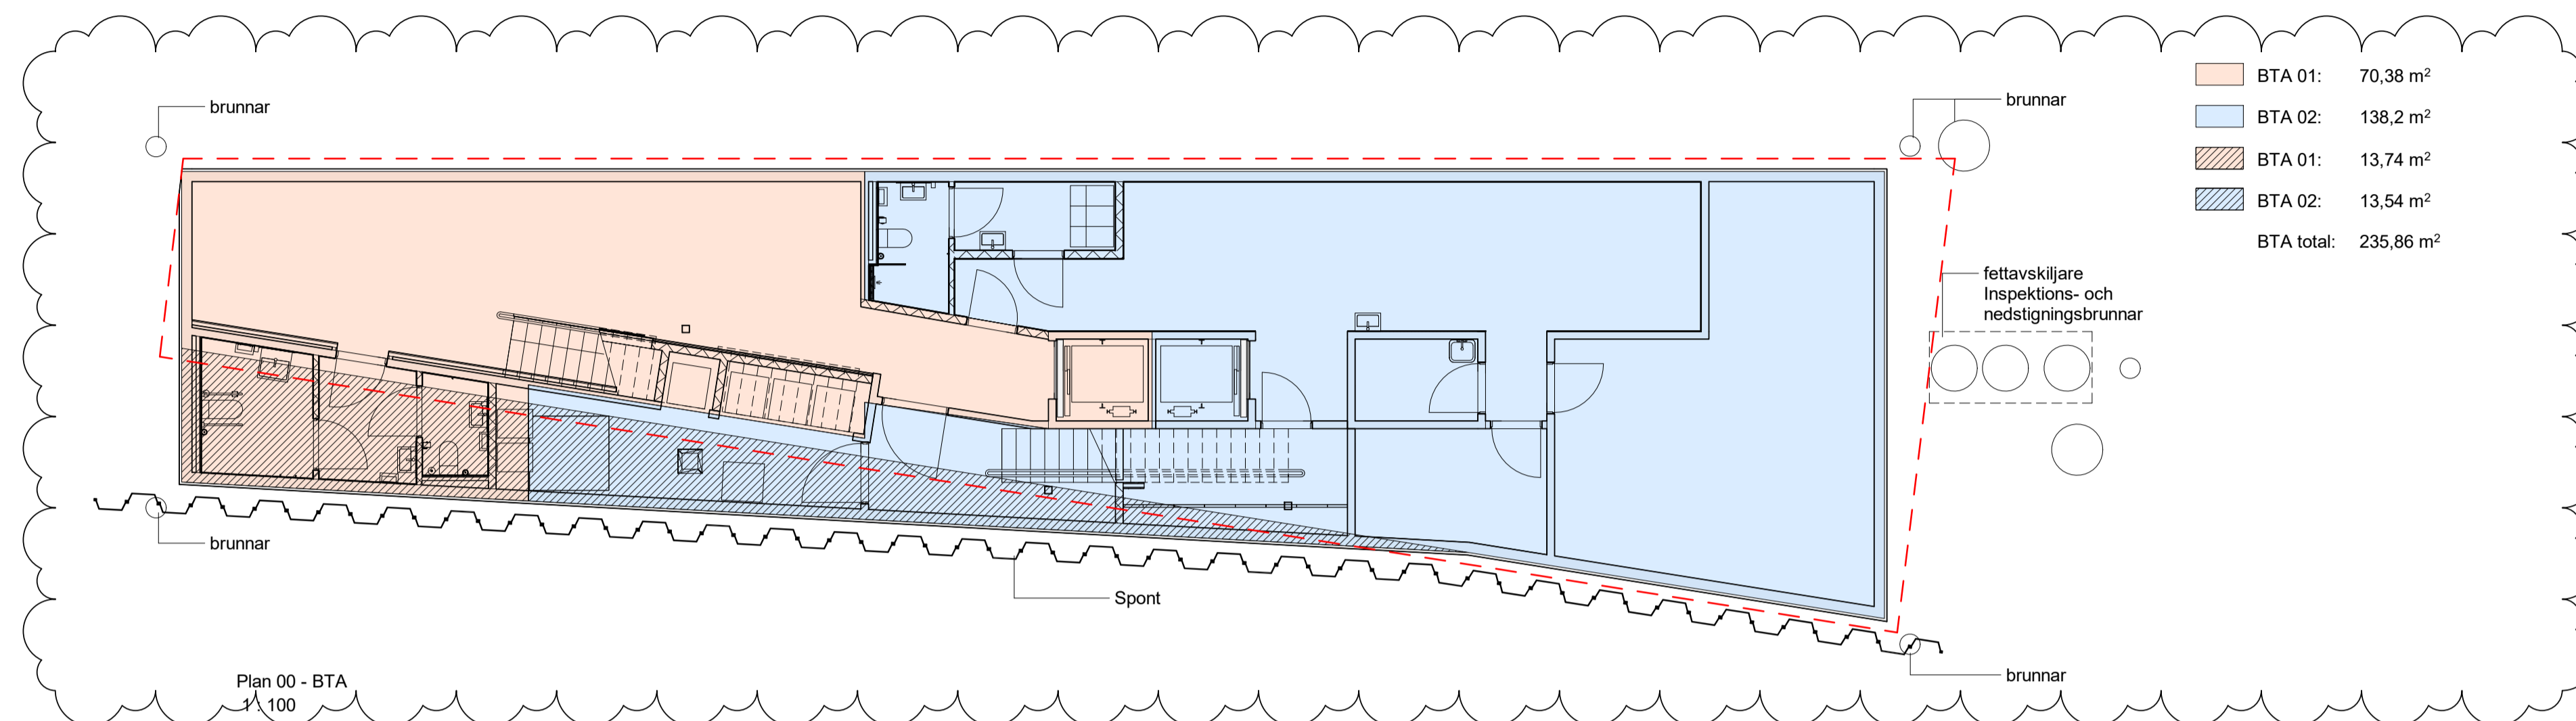 brunnar
brunnar
BTA 01: 70,38 m²
BTA 02: 138,2 m²
BTA 01: 13,74 m²
BTA 02: 13,54 m²
BTA total: 235,86 m²
fettavskiljare
Inspektions- och
nedstigningsbrunnar
brunnar
Spont
brunnar
Plan 00 - BTA
1 : 100